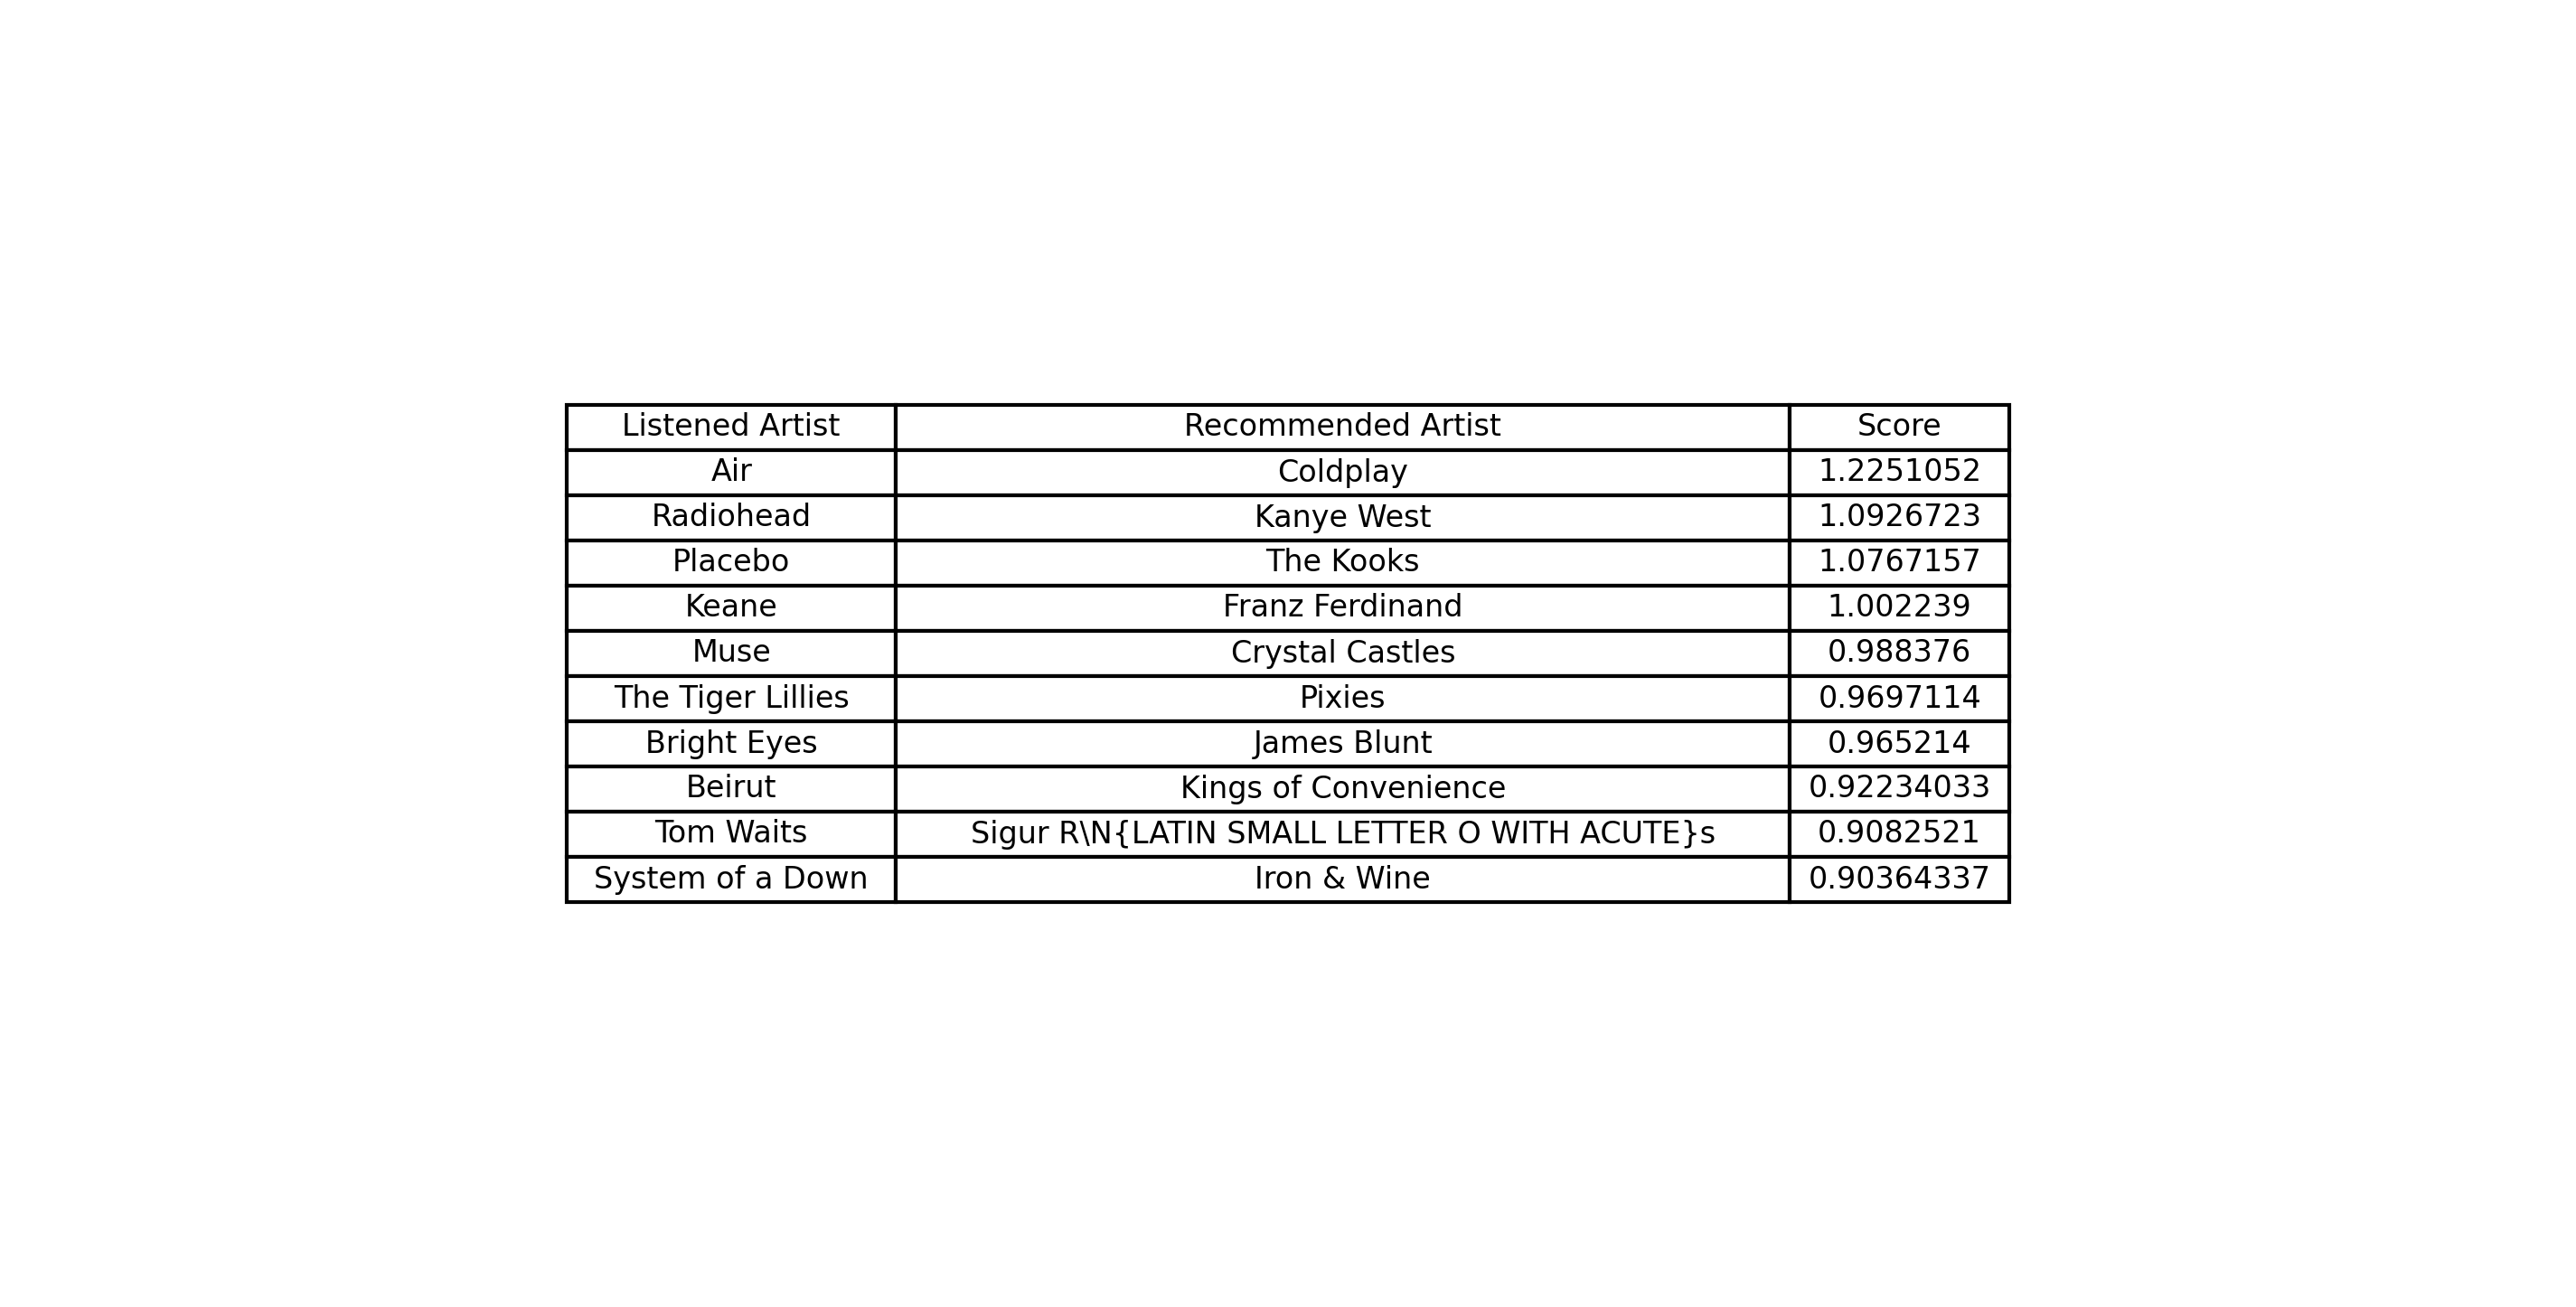 Listened Artist Recommended Artist Score
Air Coldplay 1.2251052
Radiohead Kanye West 1.0926723
Placebo The Kooks 1.0767157
Keane Franz Ferdinand 1.002239
Muse Crystal Castles 0.988376
The Tiger Lillies Pixies 0.9697114
Bright Eyes James Blunt 0.965214
Beirut Kings of Convenience 0.92234033
Tom Waits Sigur R\N{LATIN SMALL LETTER O WITH ACUTE}s 0.9082521
System of a Down Iron & Wine 0.90364337